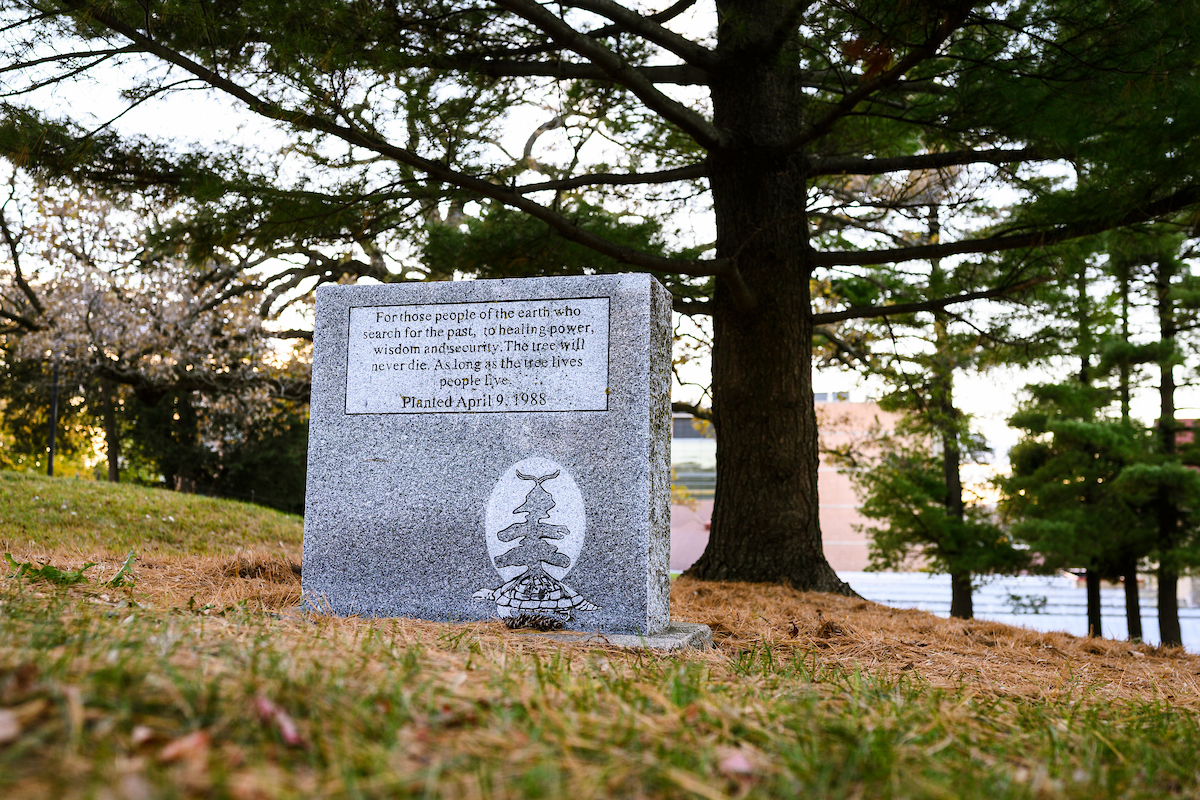 For those people of the earth who
search for the past, to healing power,
wisdom and security. The tree will
never die. As long as the tree lives
people live.
Planted April 9, 1988